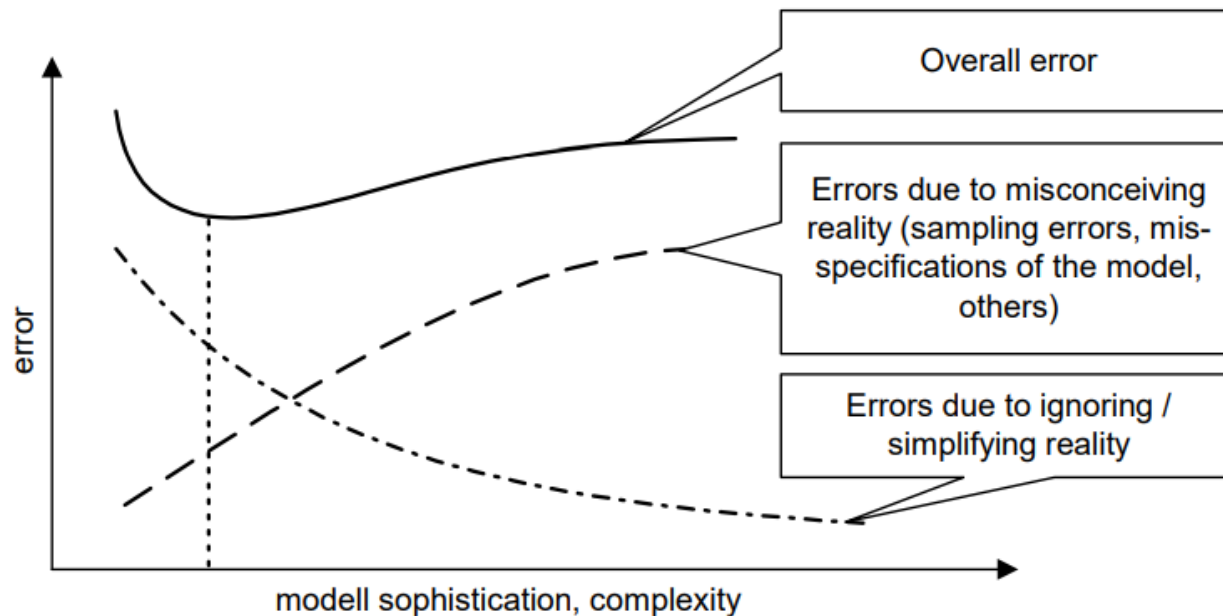 Overall error
Errors due to misconceiving
reality (sampling errors, mis-
specifications of the model,
others)
Errors due to ignoring /
simplifying reality
error
modell sophistication, complexity